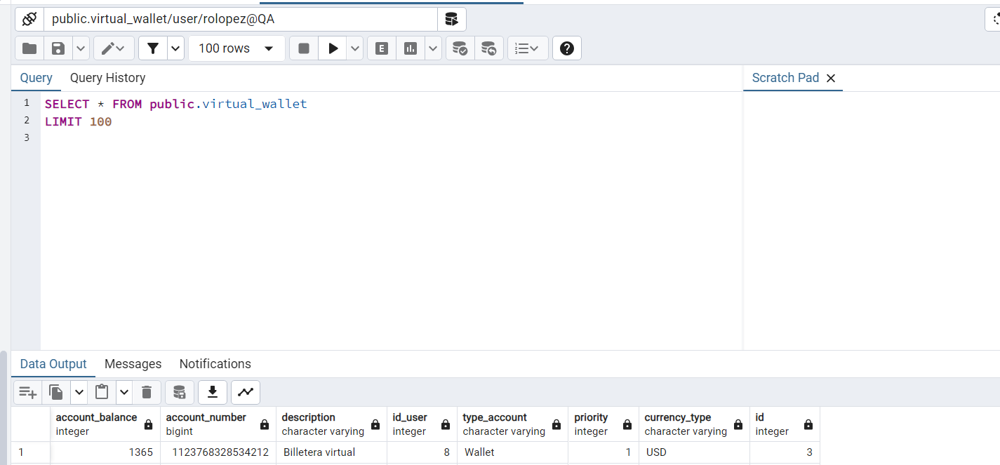 public.virtual_wallet/user/rolopez@QA
100 rows
E
Query Query History Scratch Pad
1 SELECT * FROM public.virtual_wallet
2 LIMIT 100
3
Data Output Messages Notifications
account_balance account_number description id_user type_account priority currency_type id
integer bigint character varying integer character varying integer character varying integer
1 1365 1123768328534212 Billetera virtual 8 Wallet 1 USD 3